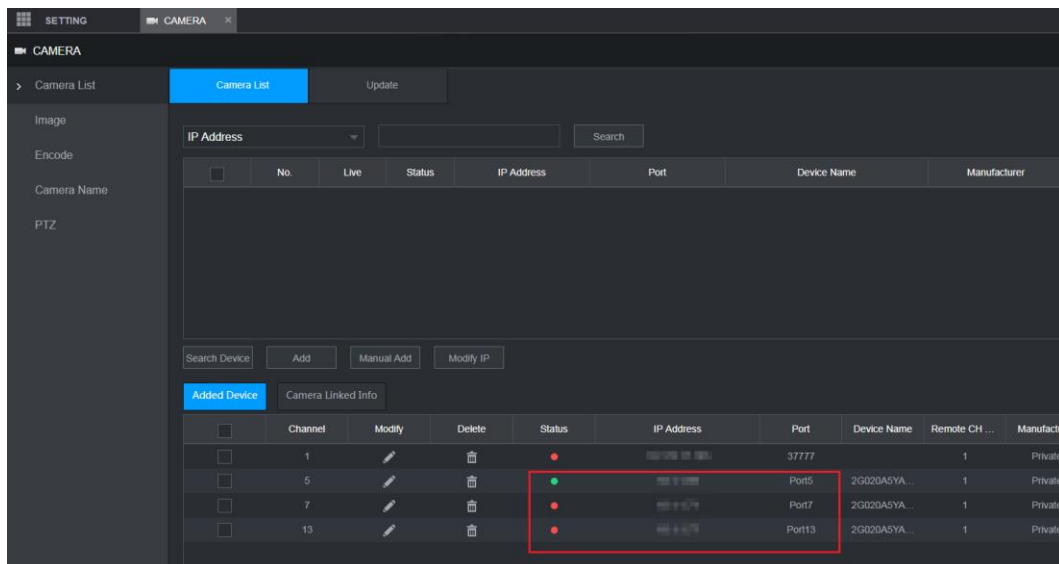 SETTING CAMERA ×
CAMERA
Camera List Camera List Update
Image
IP Address Search
Encode
No. Live Status IP Address Port Device Name Manufacturer
Camera Name
PTZ
Search Device Add Manual Add Modify IP
Added Device Camera Linked Info
Channel Modify Delete Status IP Address Port Device Name Remote CH ... Manufactu
1 37777 1 Private
5 Port5 2G020A5YA... 1 Private
7 Port7 2G020A5YA... 1 Private
13 Port13 2G020A5YA... 1 Private